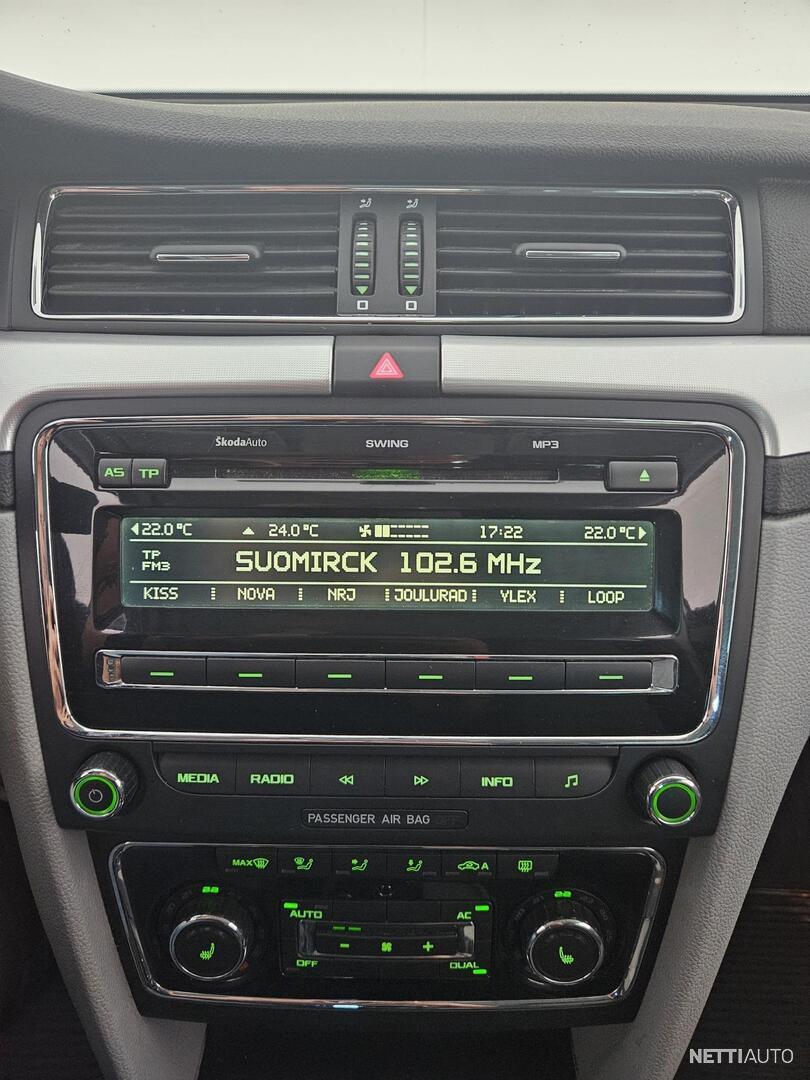 ŠkodaAuto SWING MP3
AS TP
22.0°C 24.0°C 17:22 22.0°C
TP
FM3
SUOMIRCK 102.6 MHz
KISS NOVA NRJ JOULURAD YLEX LOOP
MEDIA RADIO INFO
PASSENGER AIR BAG OFF
MAX A
22 22
AUTO AC
- +
OFF DUAL
NETTIAUTO